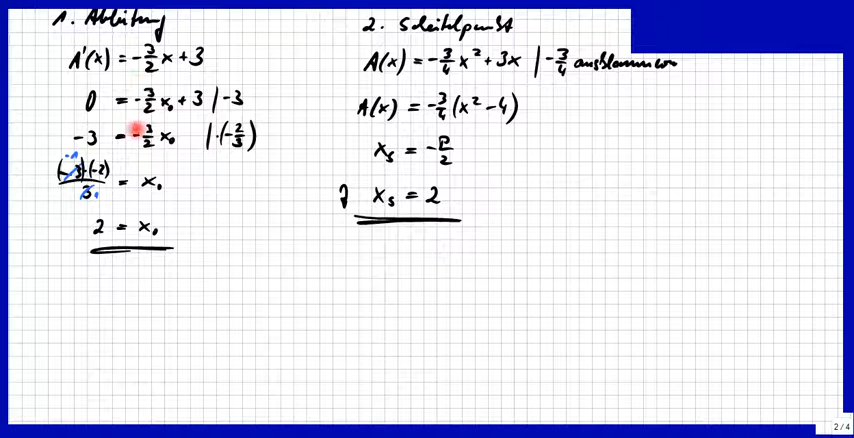 1. Ableitung
A'(x) = -3/2 x + 3
0 = -3/2 x₀ + 3 | -3
-3 = -3/2 x₀ | ·(-2/3)
(-3)·(-2)/3 = x₀
2 = x₀
2. Scheitelpunkt
A(x) = -3/4 x² + 3x | -3/4 ausklammern
A(x) = -3/4 (x² - 4)
xₛ = -p/2
xₛ = 2
2 / 4